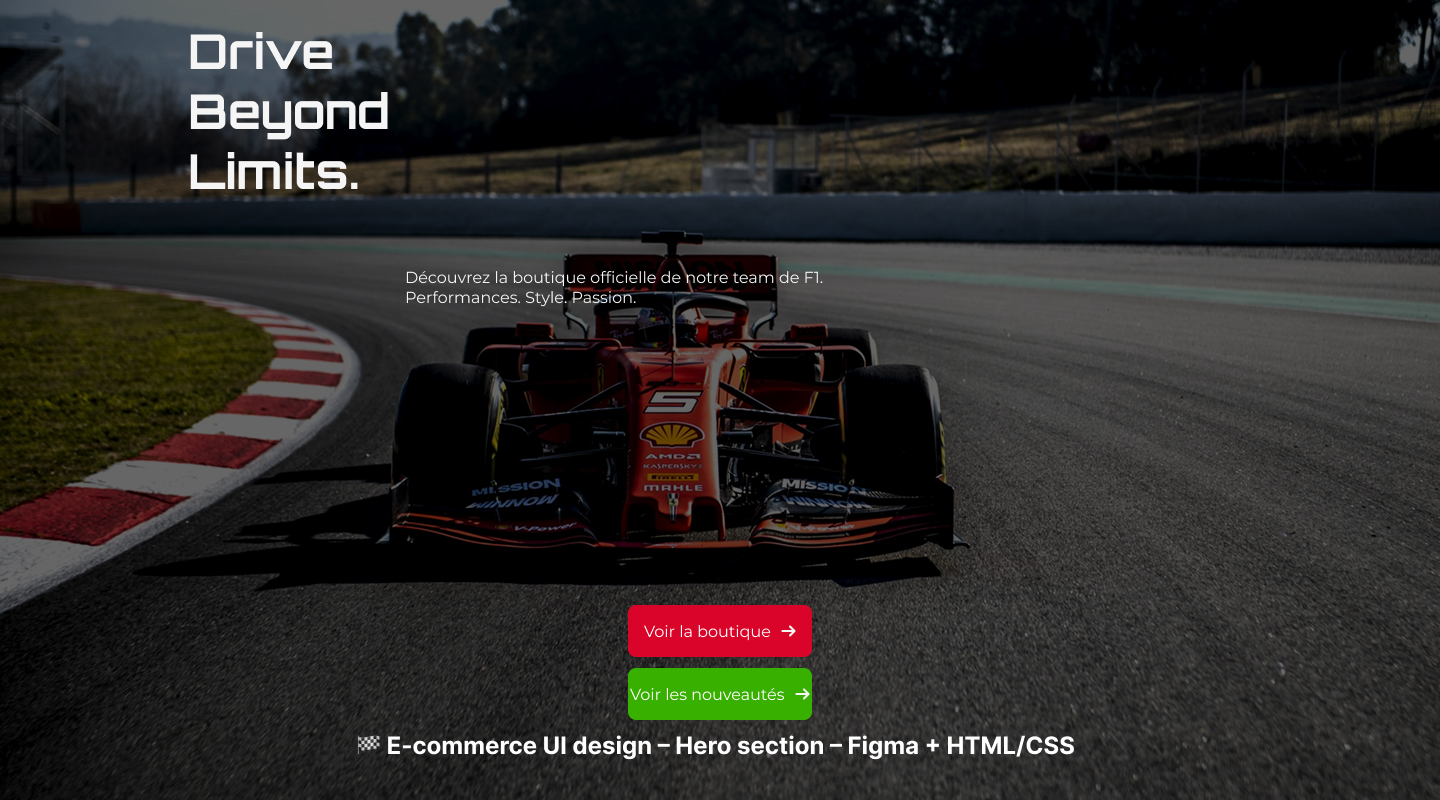 Drive
Beyond
Limits.
Découvrez la boutique officielle de notre team de F1.
Performances. Style. Passion.
5
AMD
KASPERSKY
PIRELLI
MAHLE
MISSION
WINNOW
MISSION
WINNOW
V-Power
Voir la boutique →
Voir les nouveautés →
🏁 E-commerce UI design – Hero section – Figma + HTML/CSS